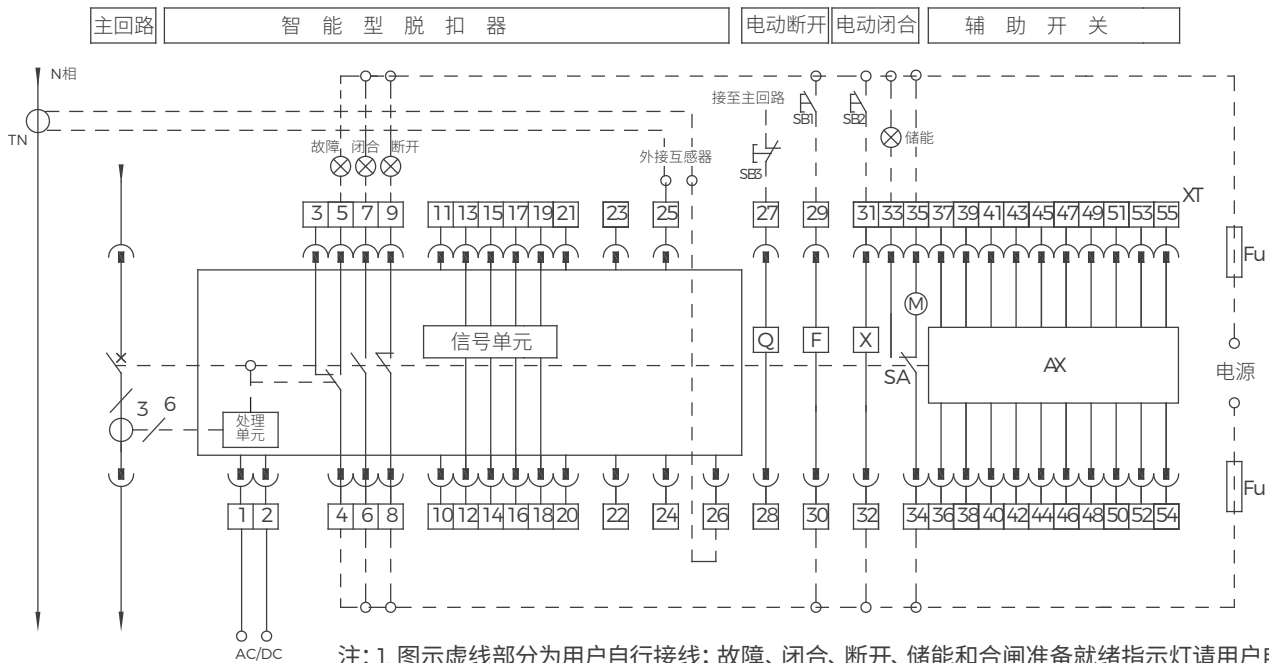 主回路 智能型脱扣器 电动断开 电动闭合 辅助开关
N相
TN
接至主回路 SB1 SB2
故障 闭合 断开 外接互感器 SB3 储能
3 5 7 9 11 13 15 17 19 21 23 25 27 29 31 33 35 37 39 41 43 45 47 49 51 53 55 XT
Fu
M
信号单元 Q F X AX
SA 电源
3 6 处理
单元
Fu
1 2 4 6 8 10 12 14 16 18 20 22 24 26 28 30 32 34 36 38 40 42 44 46 48 50 52 54
AC/DC
注：1. 图示虚线部分为用户自行接线；故障、闭合、断开、储能和合闸准备就绪指示灯请用户